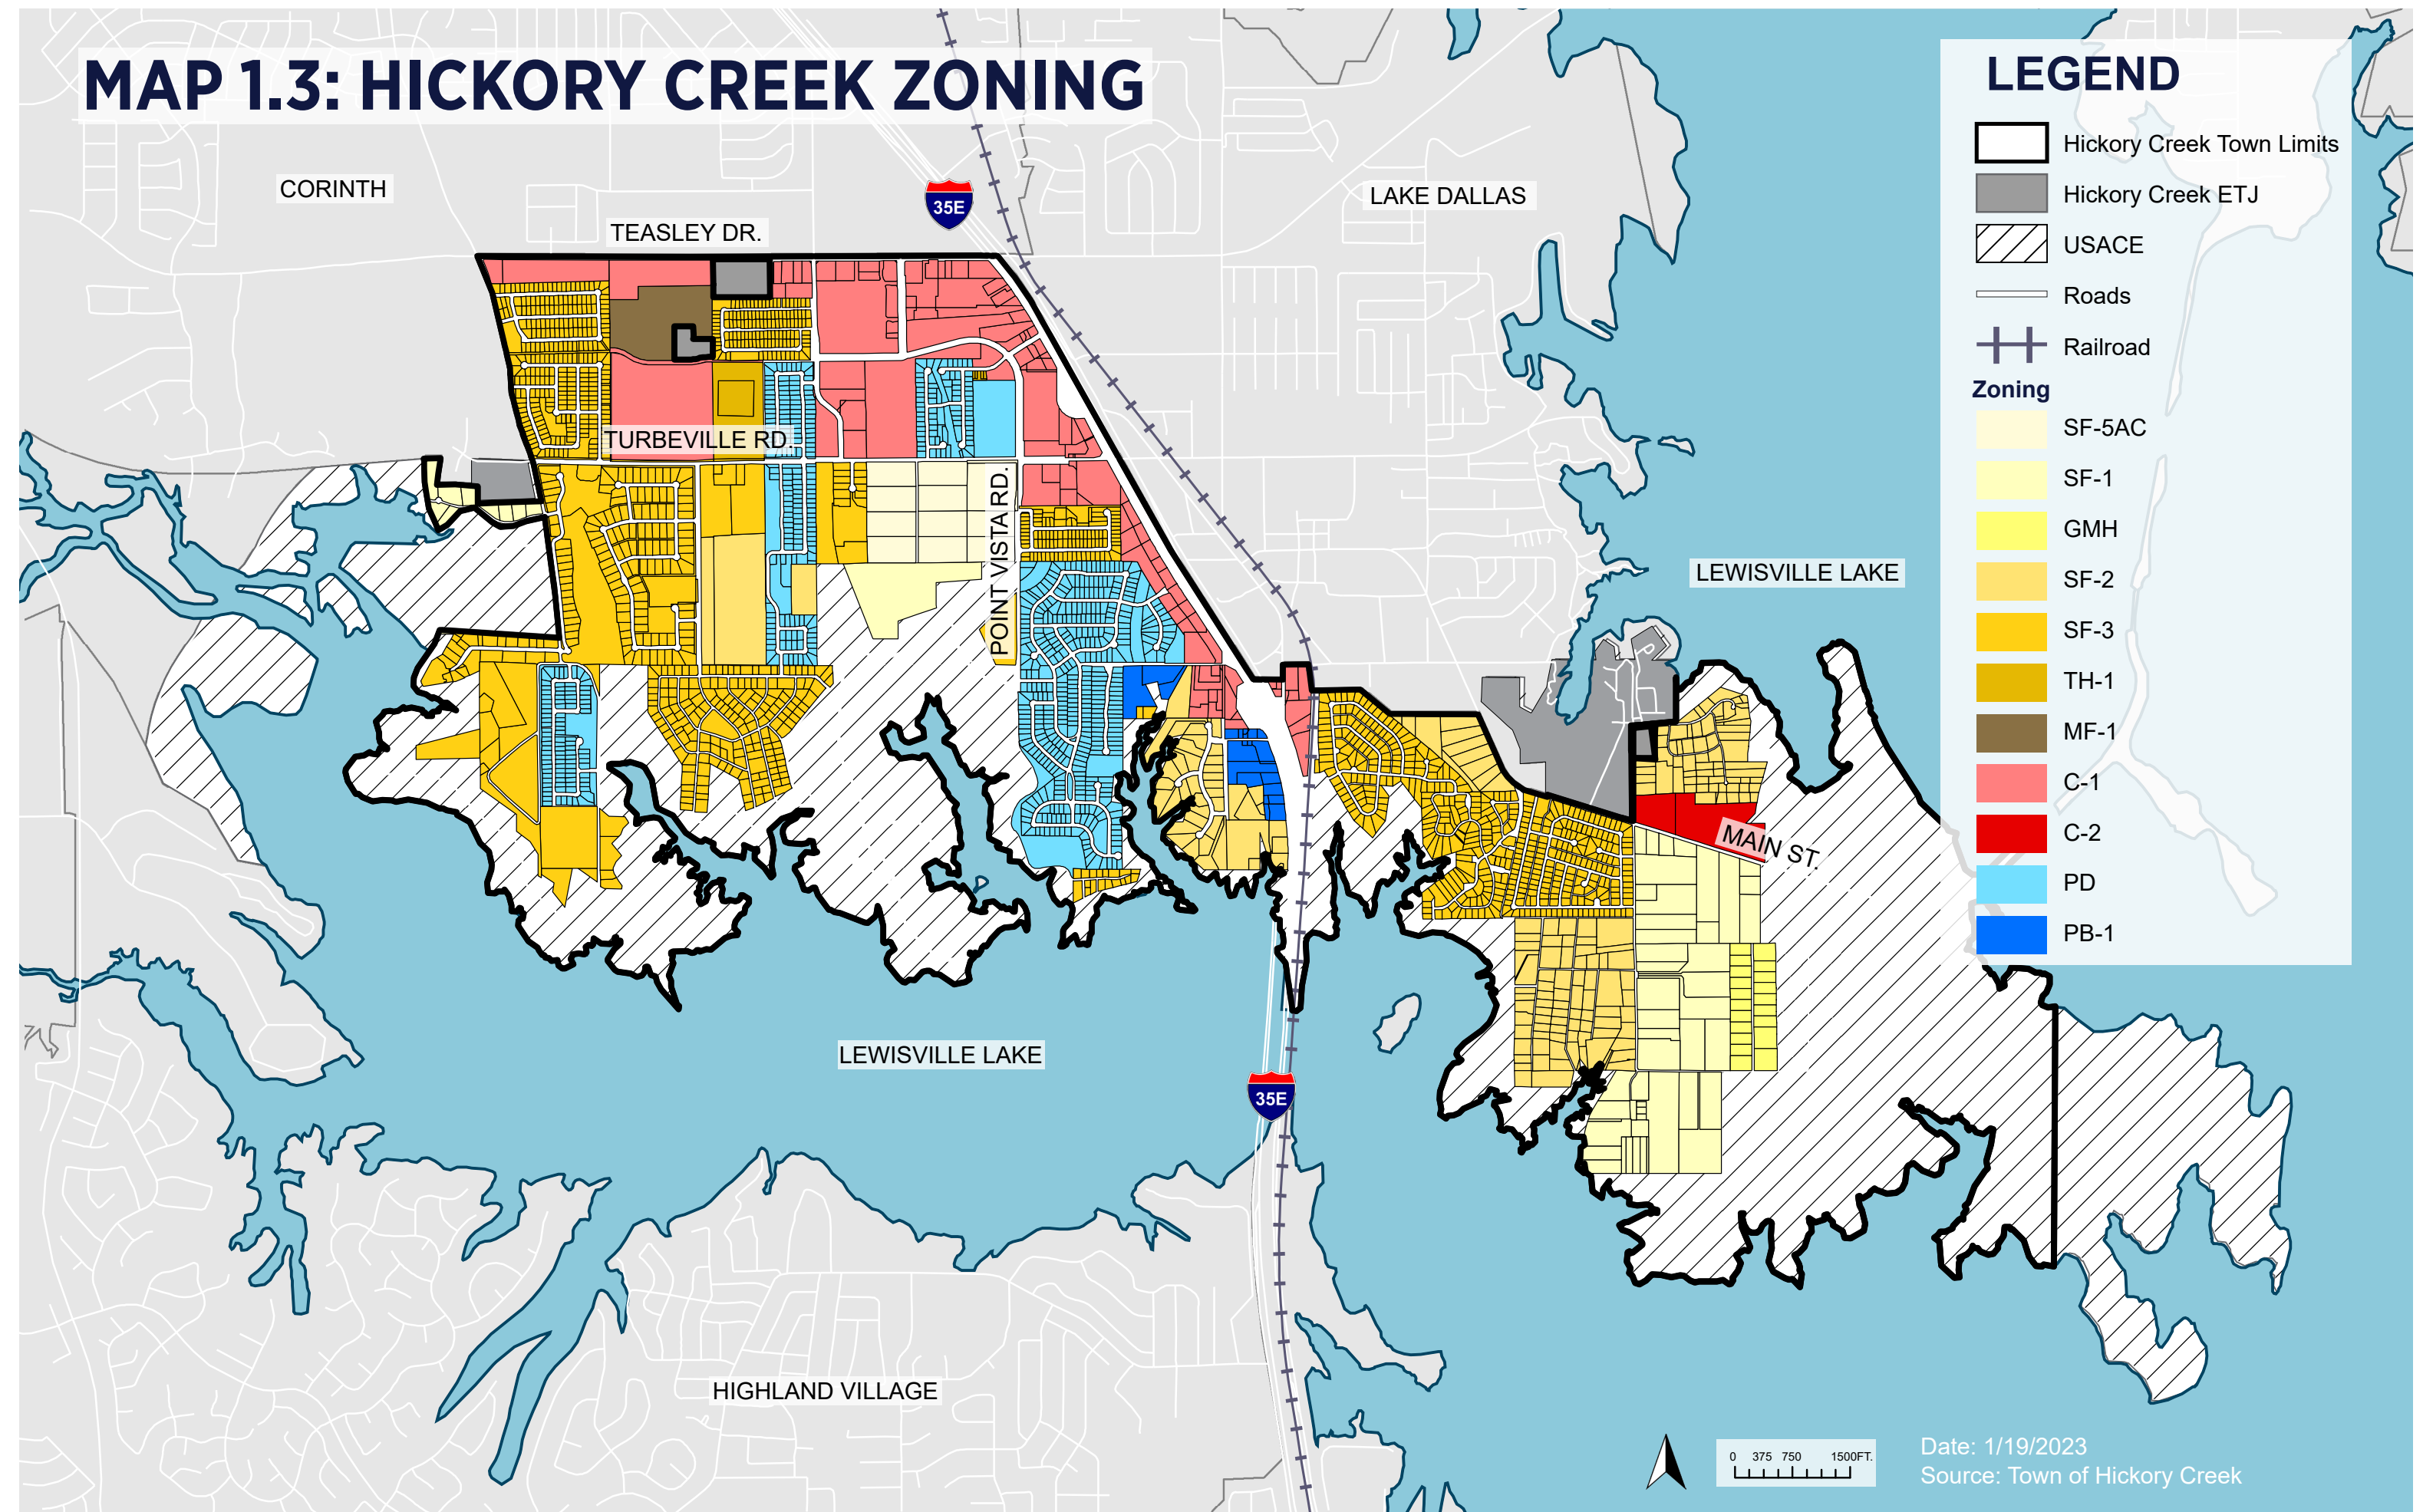 MAP 1.3: HICKORY CREEK ZONING
CORINTH
LAKE DALLAS
TEASLEY DR.
35E
TURBEVILLE RD.
POINT VISTA RD.
LEWISVILLE LAKE
MAIN ST.
LEWISVILLE LAKE
35E
HIGHLAND VILLAGE
LEGEND
Hickory Creek Town Limits
Hickory Creek ETJ
USACE
Roads
Railroad
Zoning
SF-5AC
SF-1
GMH
SF-2
SF-3
TH-1
MF-1
C-1
C-2
PD
PB-1
0 375 750 1500FT.
Date: 1/19/2023
Source: Town of Hickory Creek